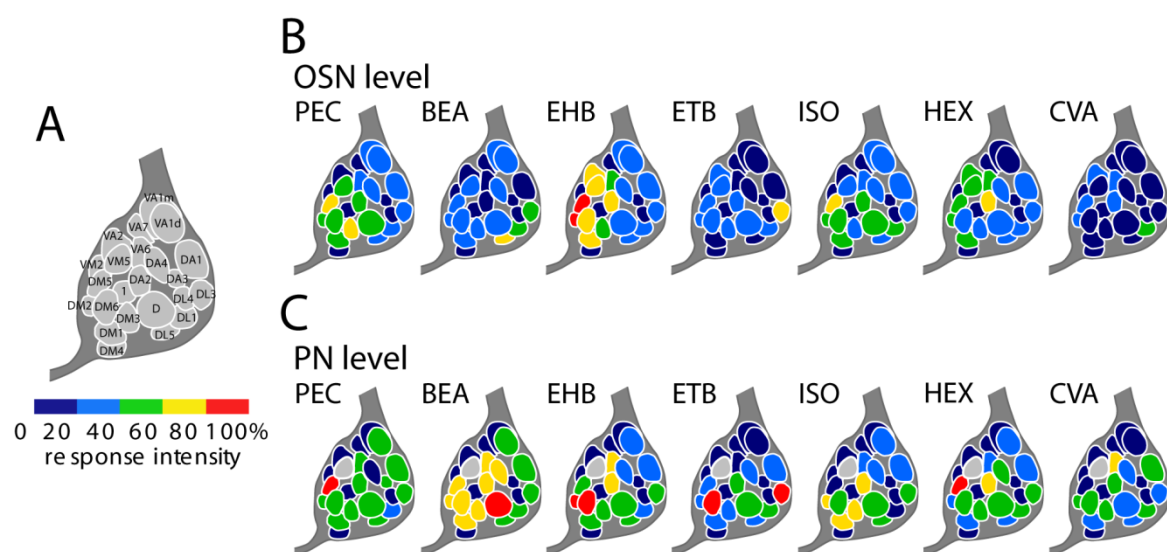 A
VA1m
VA1d
VA7
VA2
VA6
VM5
DA4
DA1
VM2
DM5
DA2
DA3
1
DL4
DL3
DM2
DM6
D
DM3
DL1
DM1
DL5
DM4
0 20 40 60 80 100%
re sponse intensity
B
OSN level
PEC BEA EHB ETB ISO HEX CVA
C
PN level
PEC BEA EHB ETB ISO HEX CVA